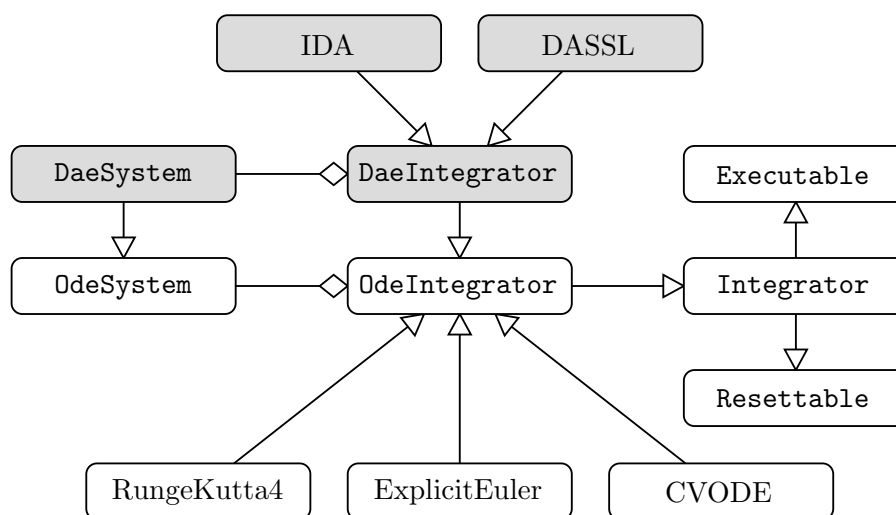 IDA
DASSL
DaeSystem
DaeIntegrator
Executable
OdeSystem
OdeIntegrator
Integrator
Resettable
RungeKutta4
ExplicitEuler
CVODE